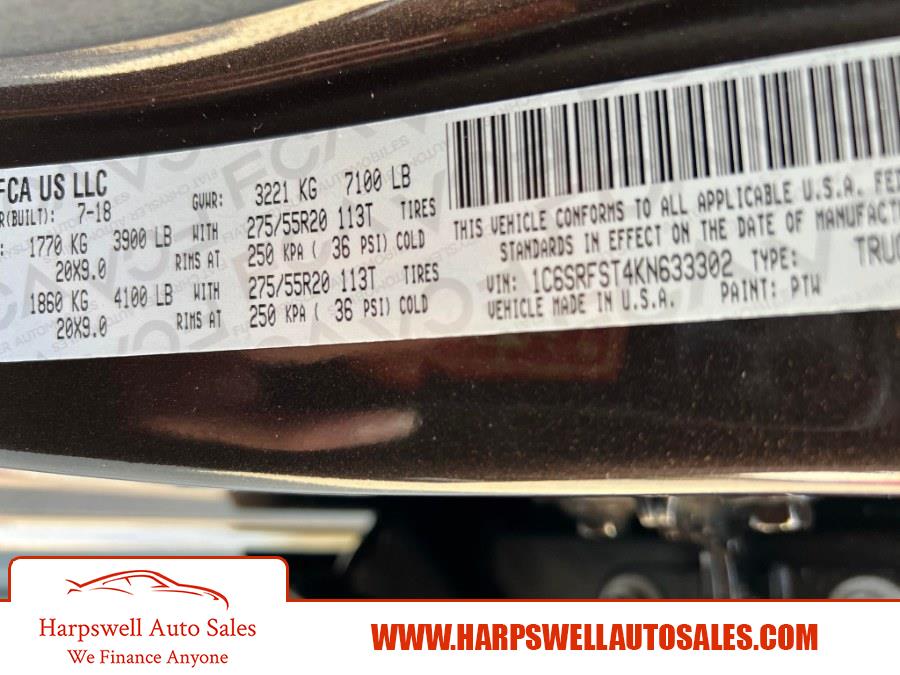 FCA US LLC
R(BUILT): 7-18
GVWR: 3221 KG 7100 LB
1770 KG 3900 LB WITH 275/55R20 113T TIRES
20X9.0 RIMS AT 250 KPA ( 36 PSI) COLD
1860 KG 4100 LB WITH 275/55R20 113T TIRES
20X9.0 RIMS AT 250 KPA ( 36 PSI) COLD
THIS VEHICLE CONFORMS TO ALL APPLICABLE U.S.A. FED
STANDARDS IN EFFECT ON THE DATE OF MANUFACT
VIN: 1C6SRFST4KN633302 TYPE: TRUC
VEHICLE MADE IN U.S.A. PAINT: PTW
Harpswell Auto Sales
We Finance Anyone
WWW.HARPSWELLAUTOSALES.COM